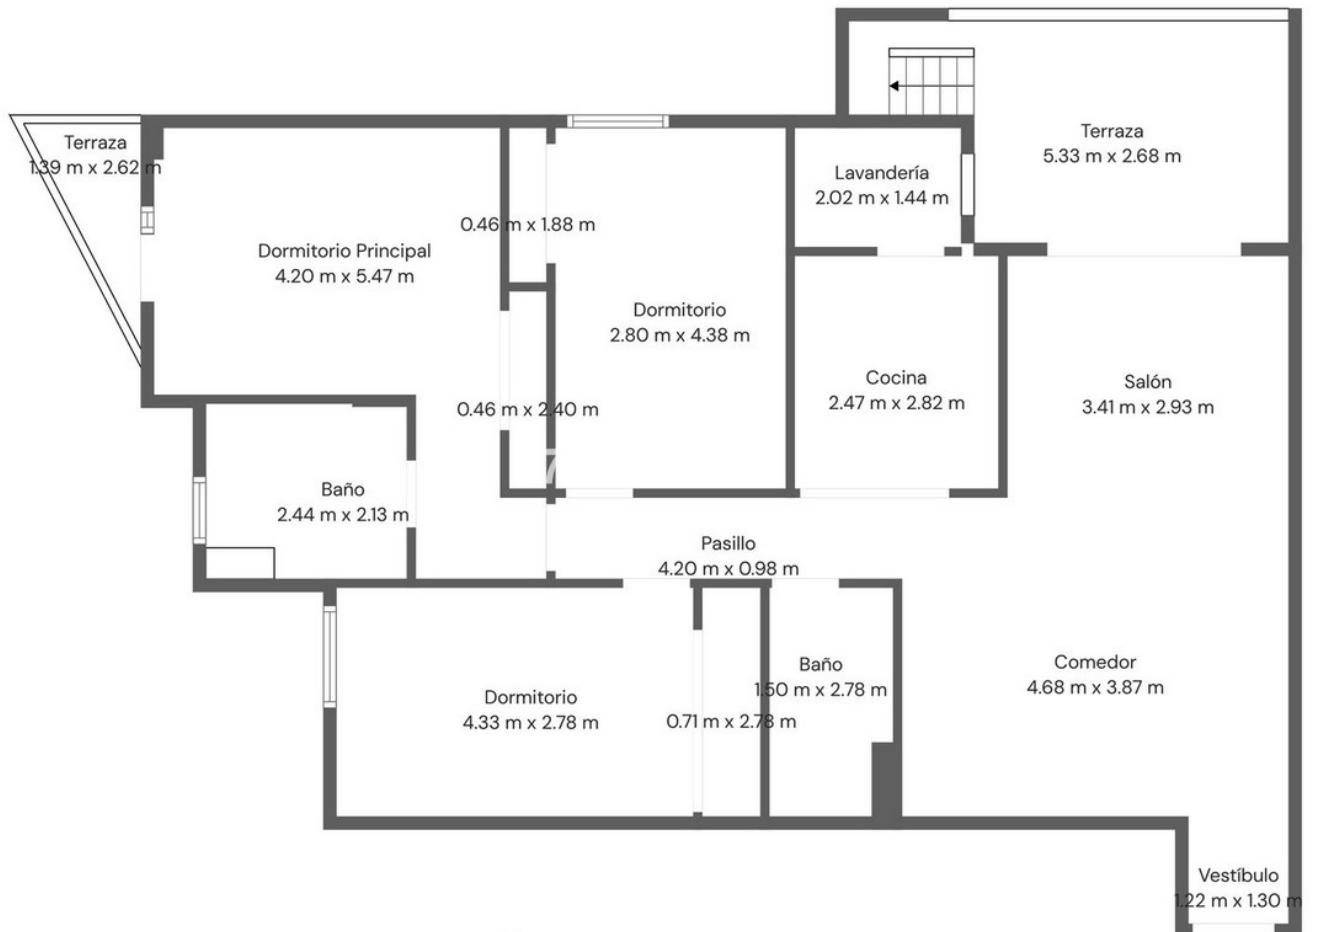 Terraza
1.39 m x 2.62 m
Terraza
5.33 m x 2.68 m
Lavandería
2.02 m x 1.44 m
0.46 m x 1.88 m
Dormitorio Principal
4.20 m x 5.47 m
Dormitorio
2.80 m x 4.38 m
Cocina
2.47 m x 2.82 m
Salón
3.41 m x 2.93 m
0.46 m x 2.40 m
Baño
2.44 m x 2.13 m
Pasillo
4.20 m x 0.98 m
Dormitorio
4.33 m x 2.78 m
0.71 m x 2.78 m
Baño
1.50 m x 2.78 m
Comedor
4.68 m x 3.87 m
Vestíbulo
1.22 m x 1.30 m